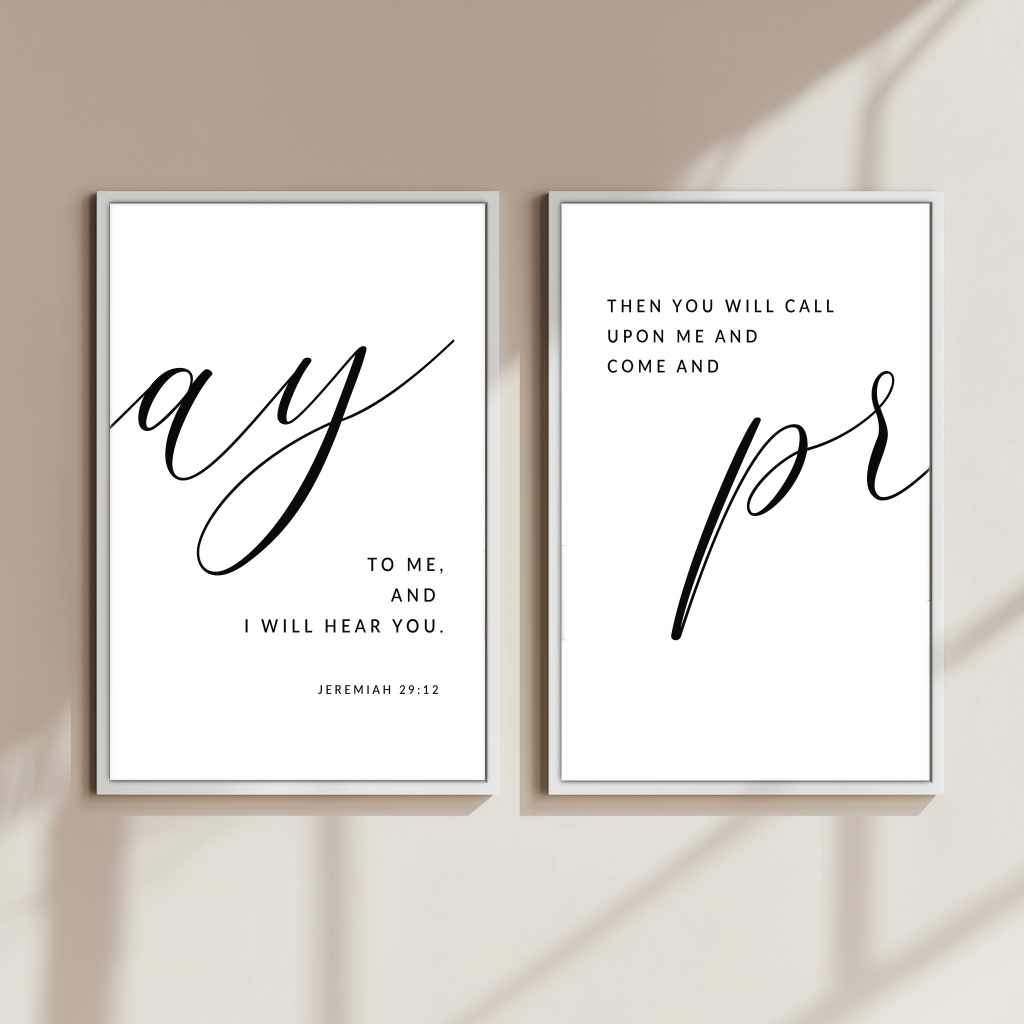 ay
TO ME,
AND
I WILL HEAR YOU.
JEREMIAH 29:12
THEN YOU WILL CALL
UPON ME AND
COME AND
pr